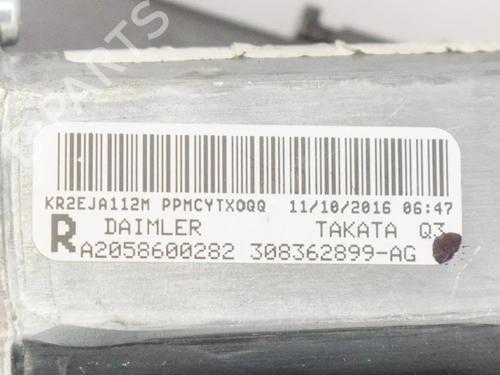 KR2EJA112M PPMCYTXOQQ 11/10/2016 06:47
R DAIMLER TAKATA Q3
A2058600282 308362899-AG